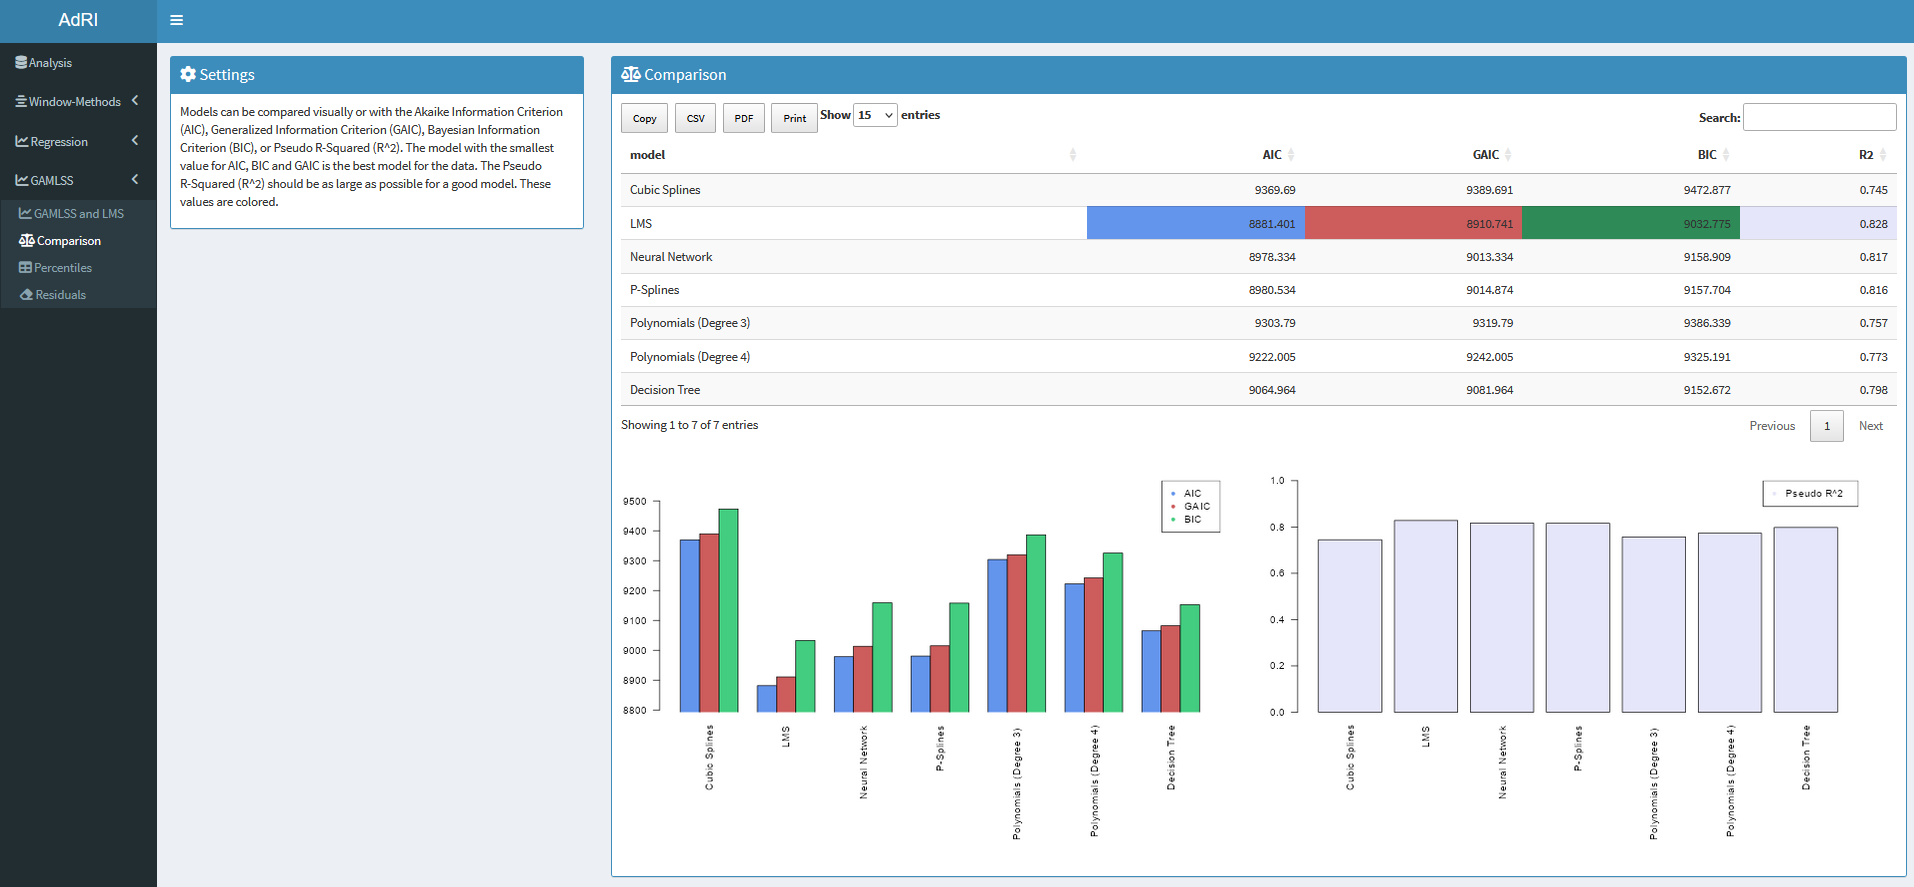 AdRI
Analysis
Window-Methods
Regression
GAMLSS
GAMLSS and LMS
Comparison
Percentiles
Residuals
Settings
Models can be compared visually or with the Akaike Information Criterion
(AIC), Generalized Information Criterion (GAIC), Bayesian Information
Criterion (BIC), or Pseudo R-Squared (R^2). The model with the smallest
value for AIC, BIC and GAIC is the best model for the data. The Pseudo
R-Squared (R^2) should be as large as possible for a good model. These
values are colored.
Comparison
Copy CSV PDF Print Show 15 entries Search:
model AIC GAIC BIC R2
Cubic Splines 9369.69 9389.691 9472.877 0.745
LMS 8881.401 8910.741 9032.775 0.828
Neural Network 8978.334 9013.334 9158.909 0.817
P-Splines 8980.534 9014.874 9157.704 0.816
Polynomials (Degree 3) 9303.79 9319.79 9386.339 0.757
Polynomials (Degree 4) 9222.005 9242.005 9325.191 0.773
Decision Tree 9064.964 9081.964 9152.672 0.798
Showing 1 to 7 of 7 entries
Previous 1 Next
9500
9400
9300
9200
9100
9000
8900
8800
AIC
GAIC
BIC
Cubic Splines
LMS
Neural Network
P-Splines
Polynomials (Degree 3)
Polynomials (Degree 4)
Decision Tree
1.0
0.8
0.6
0.4
0.2
0.0
Pseudo R^2
Cubic Splines
LMS
Neural Network
P-Splines
Polynomials (Degree 3)
Polynomials (Degree 4)
Decision Tree